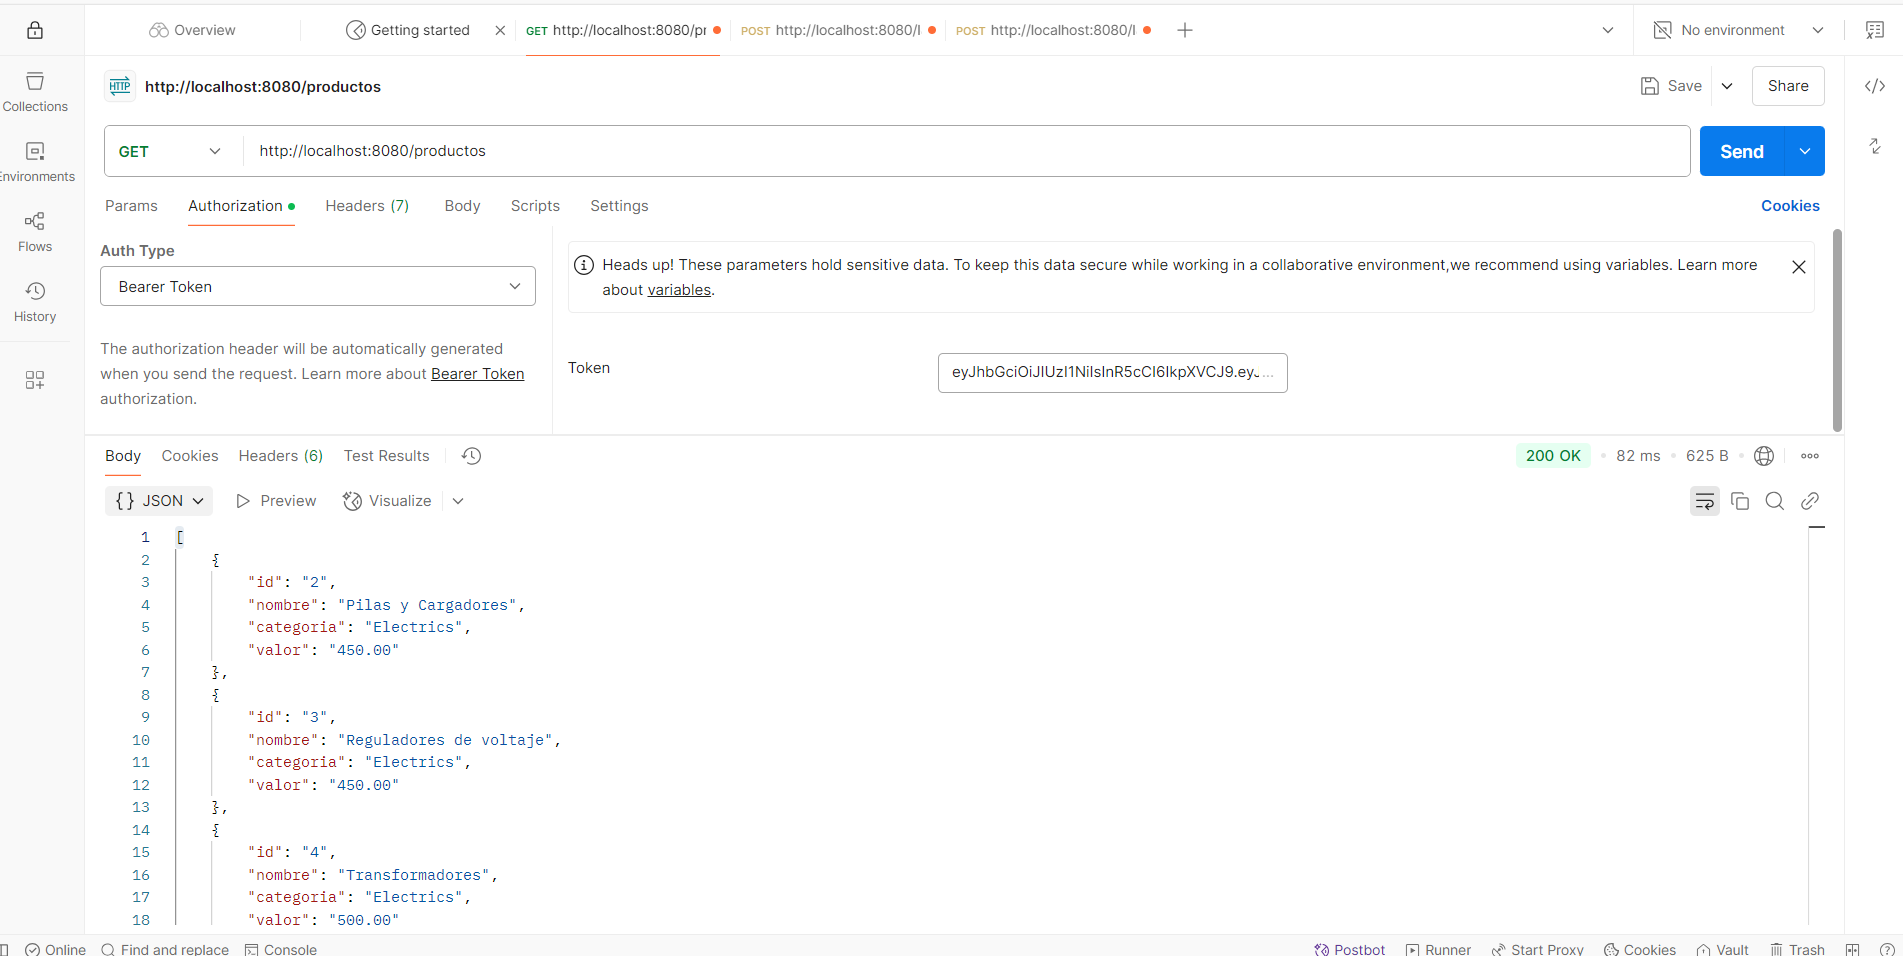 Overview
Getting started
GET http://localhost:8080/pr
POST http://localhost:8080/l
POST http://localhost:8080/l
No environment
Collections
Environments
Flows
History
HTTP http://localhost:8080/productos
Save
Share
GET
http://localhost:8080/productos
Send
Params
Authorization
Headers (7)
Body
Scripts
Settings
Cookies
Auth Type
Bearer Token
The authorization header will be automatically generated
when you send the request. Learn more about Bearer Token
authorization.
Heads up! These parameters hold sensitive data. To keep this data secure while working in a collaborative environment,we recommend using variables. Learn more
about variables.
Token
eyJhbGciOiJIUzI1NiIsInR5cCI6IkpXVCJ9.eyJ...
Body
Cookies
Headers (6)
Test Results
200 OK
82 ms
625 B
{} JSON
Preview
Visualize
1 [
2 {
3 "id": "2",
4 "nombre": "Pilas y Cargadores",
5 "categoria": "Electrics",
6 "valor": "450.00"
7 },
8 {
9 "id": "3",
10 "nombre": "Reguladores de voltaje",
11 "categoria": "Electrics",
12 "valor": "450.00"
13 },
14 {
15 "id": "4",
16 "nombre": "Transformadores",
17 "categoria": "Electrics",
18 "valor": "500.00"
Online
Find and replace
Console
Postbot
Runner
Start Proxy
Cookies
Vault
Trash